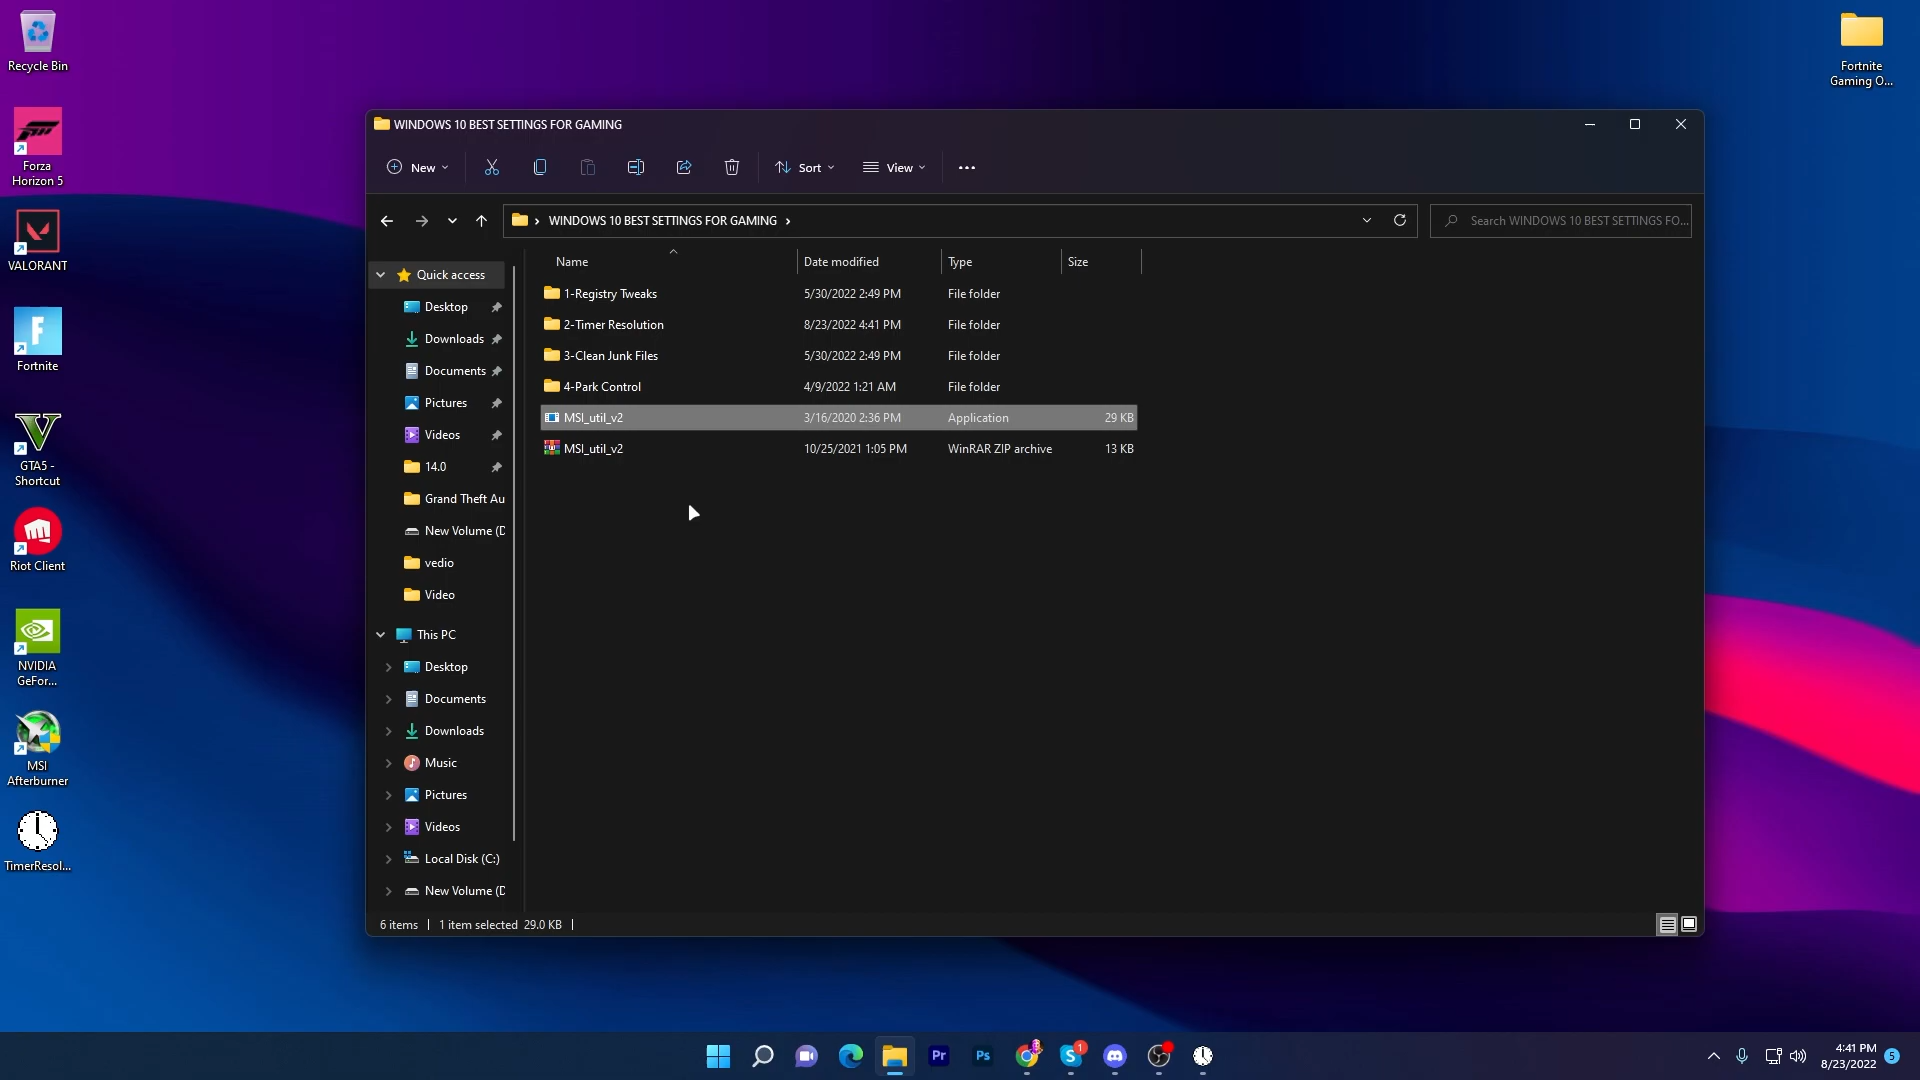 Recycle Bin
Forza
Horizon 5
VALORANT
Fortnite
GTA5 -
Shortcut
Riot Client
NVIDIA
GeFor...
MSI
Afterburner
TimerResol...
Fortnite
Gaming O...
WINDOWS 10 BEST SETTINGS FOR GAMING
New
Sort
View
WINDOWS 10 BEST SETTINGS FOR GAMING
Search WINDOWS 10 BEST SETTINGS FO...
Name Date modified Type Size
1-Registry Tweaks 5/30/2022 2:49 PM File folder
2-Timer Resolution 8/23/2022 4:41 PM File folder
3-Clean Junk Files 5/30/2022 2:49 PM File folder
4-Park Control 4/9/2022 1:21 AM File folder
MSI_util_v2 3/16/2020 2:36 PM Application 29 KB
MSI_util_v2 10/25/2021 1:05 PM WinRAR ZIP archive 13 KB
Quick access
Desktop
Downloads
Documents
Pictures
Videos
14.0
Grand Theft Au
New Volume (D
vedio
Video
This PC
Desktop
Documents
Downloads
Music
Pictures
Videos
Local Disk (C:)
New Volume (D
6 items 1 item selected 29.0 KB
Pr
Ps
S
1
4:41 PM
8/23/2022
5